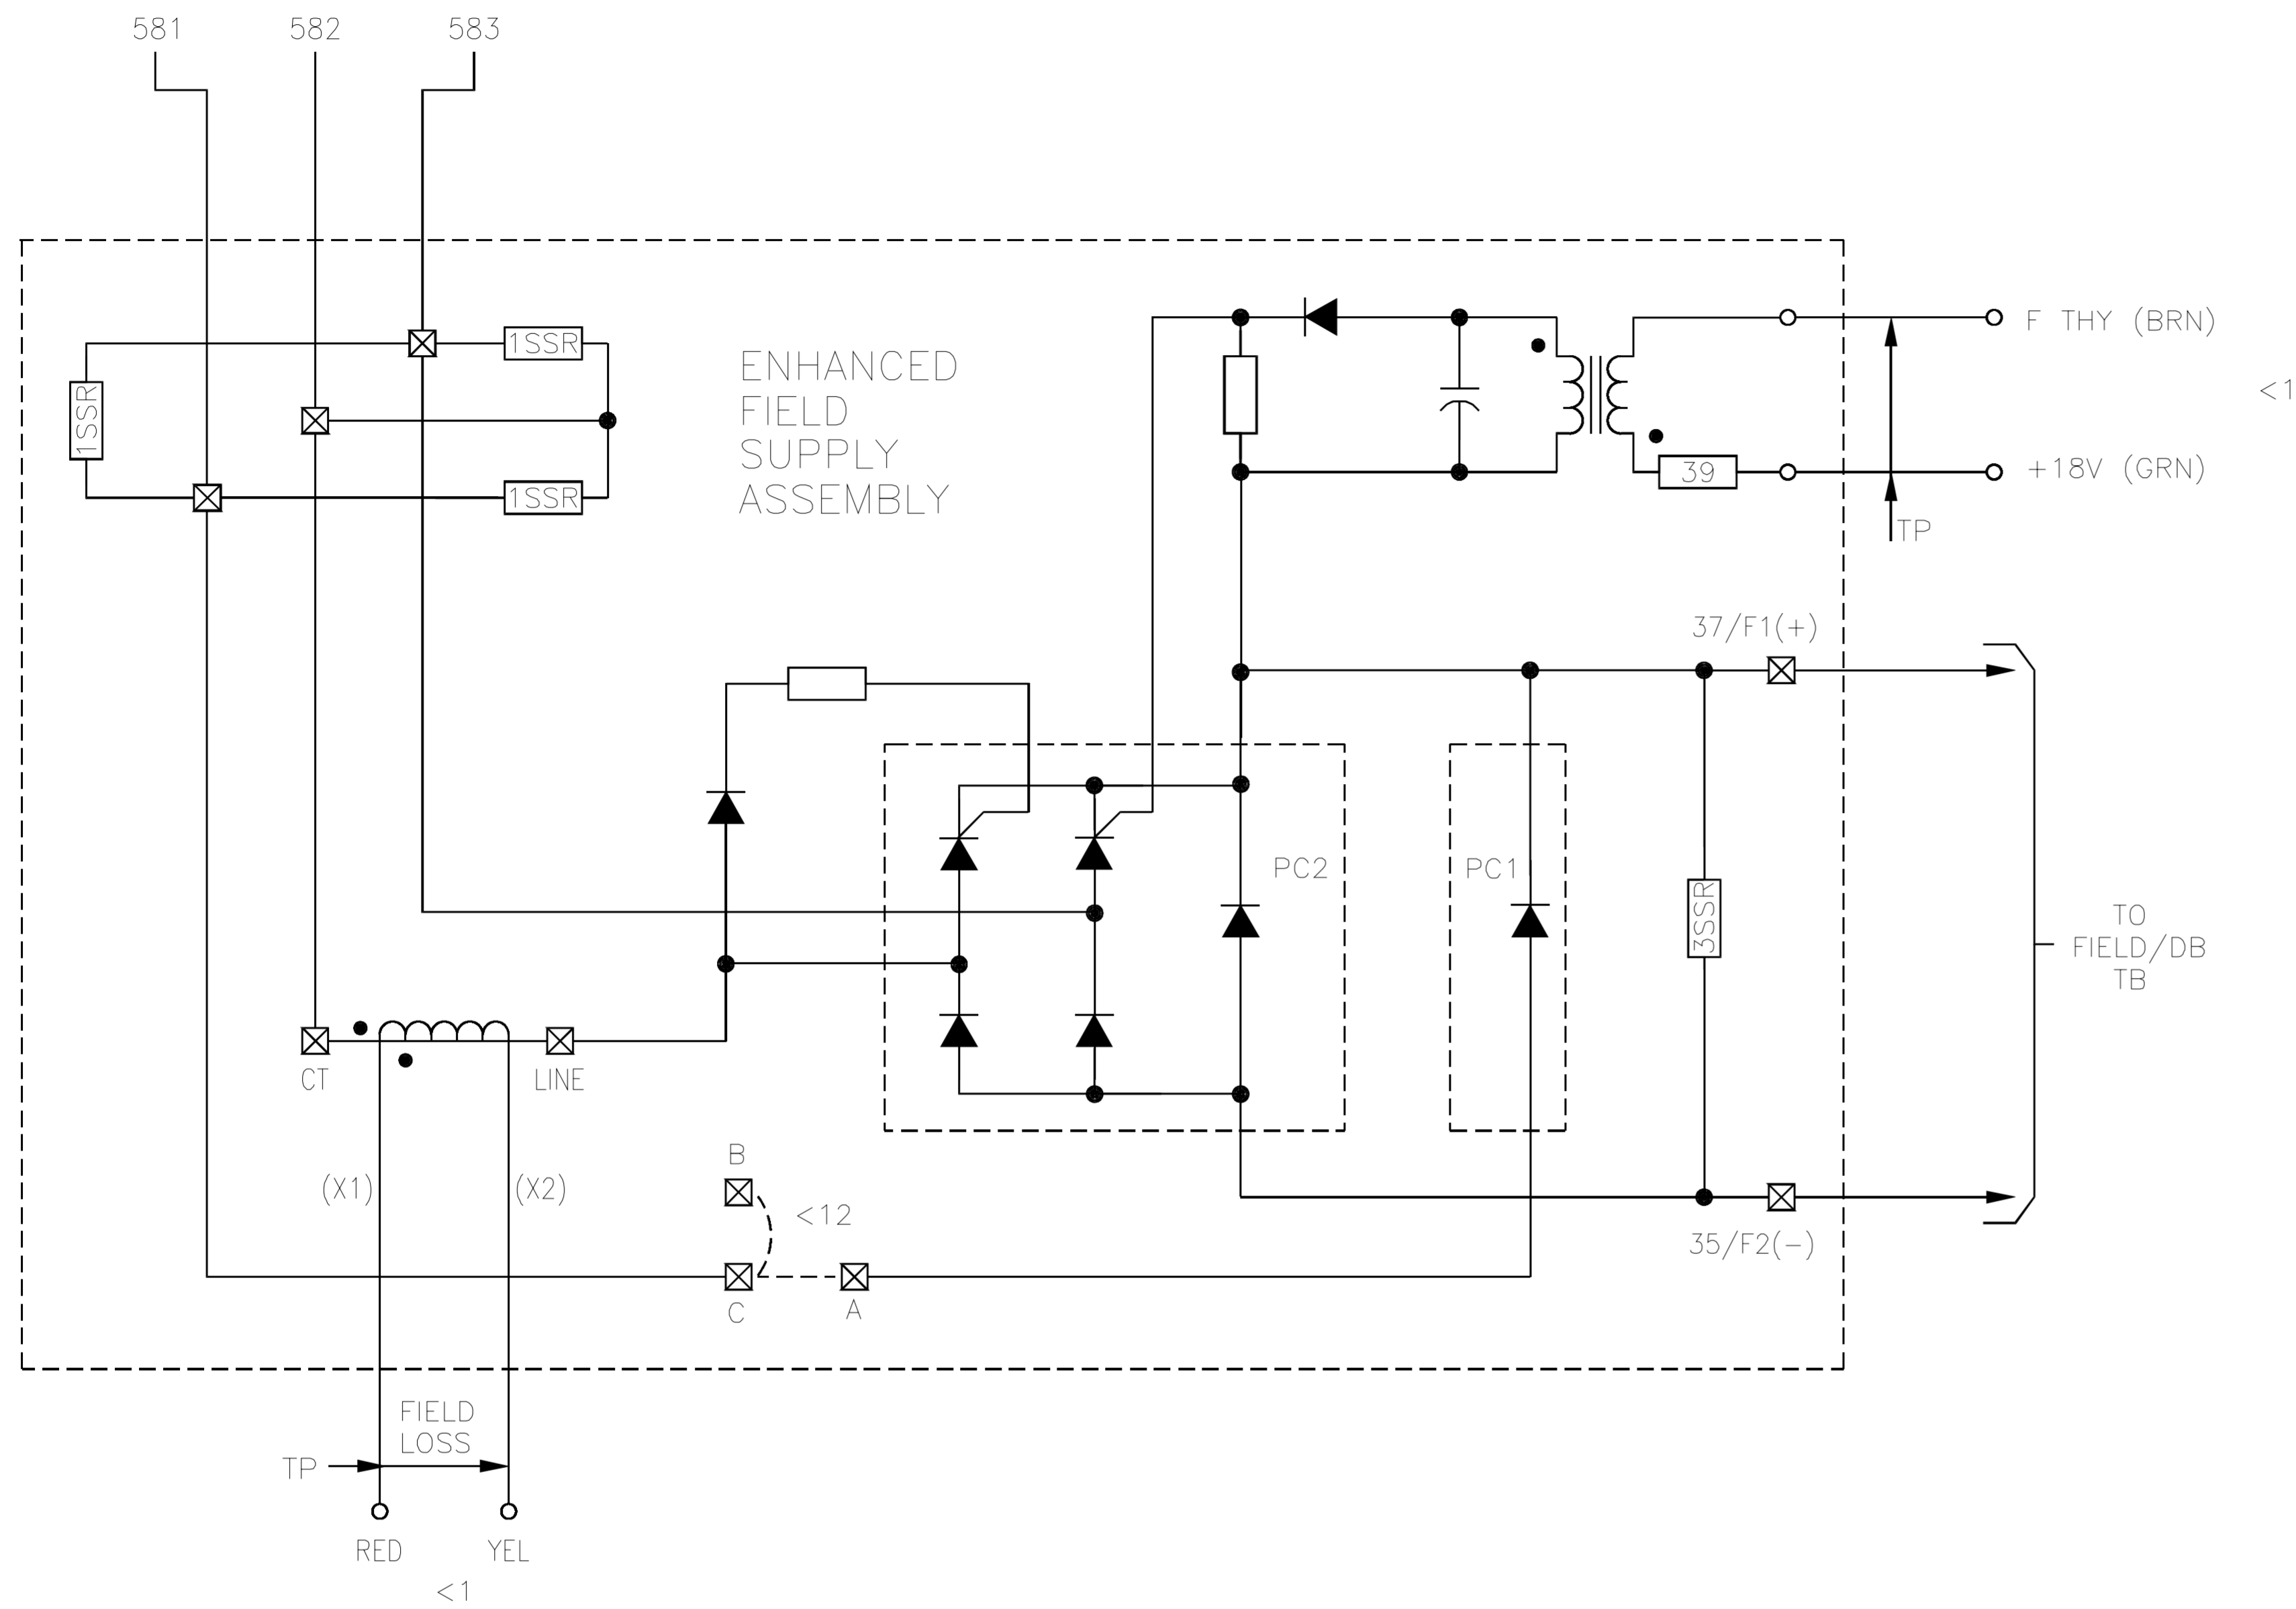 581
582
583
1SSR
1SSR
1SSR
ENHANCED
FIELD
SUPPLY
ASSEMBLY
39
F THY (BRN)
<1
+18V (GRN)
TP
37/F1(+)
PC2
PC1
3SSR
TO
FIELD/DB
TB
CT
LINE
(X1)
(X2)
B
<12
C
A
35/F2(-)
FIELD
LOSS
TP
RED
YEL
<1